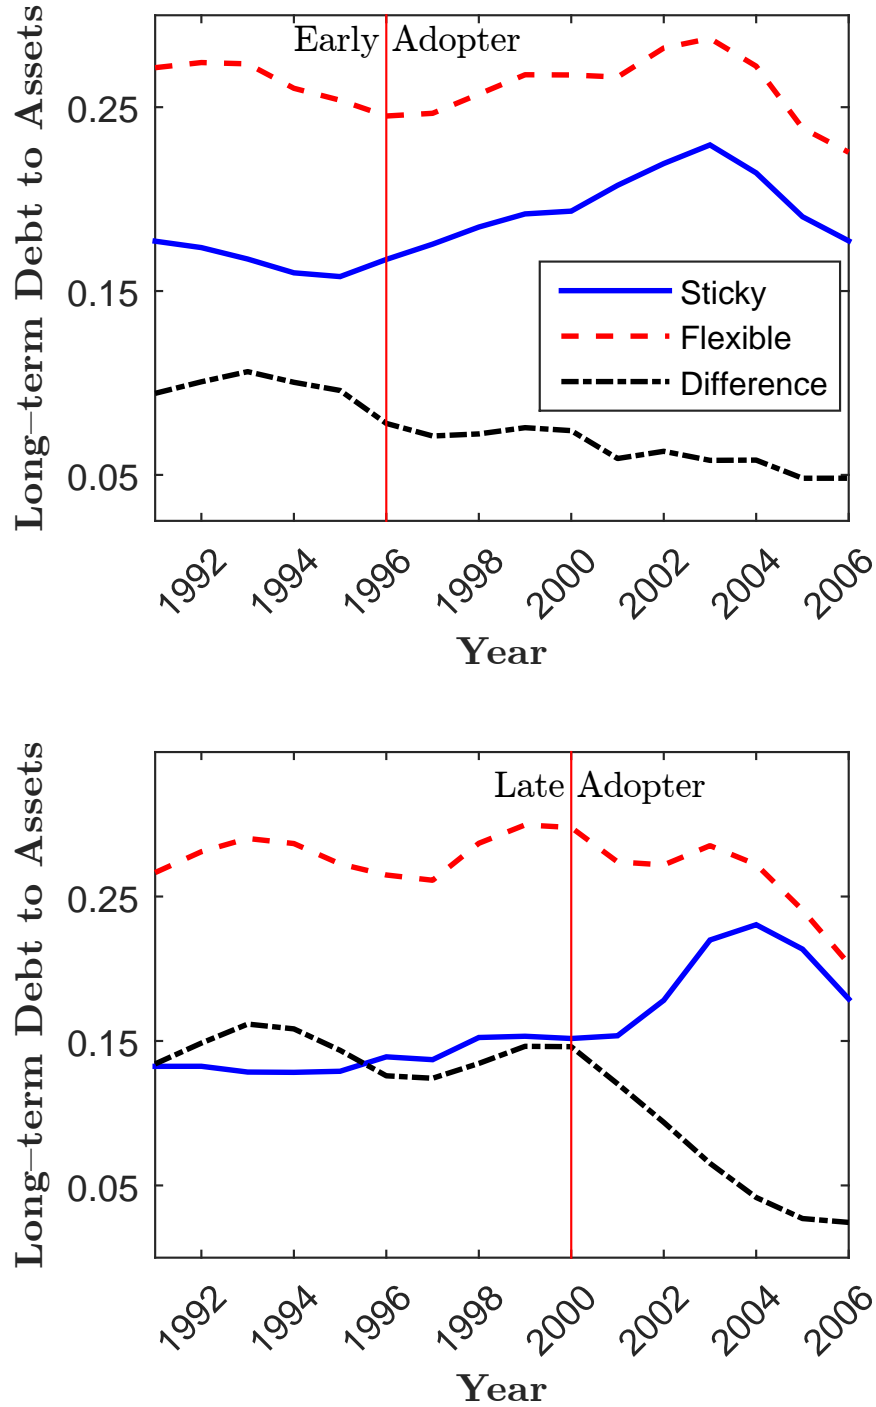 Early Adopter
Long–term Debt to Assets
0.25
0.15
0.05
Sticky
Flexible
Difference
1992 1994 1996 1998 2000 2002 2004 2006
Year
Late Adopter
Long–term Debt to Assets
0.25
0.15
0.05
1992 1994 1996 1998 2000 2002 2004 2006
Year